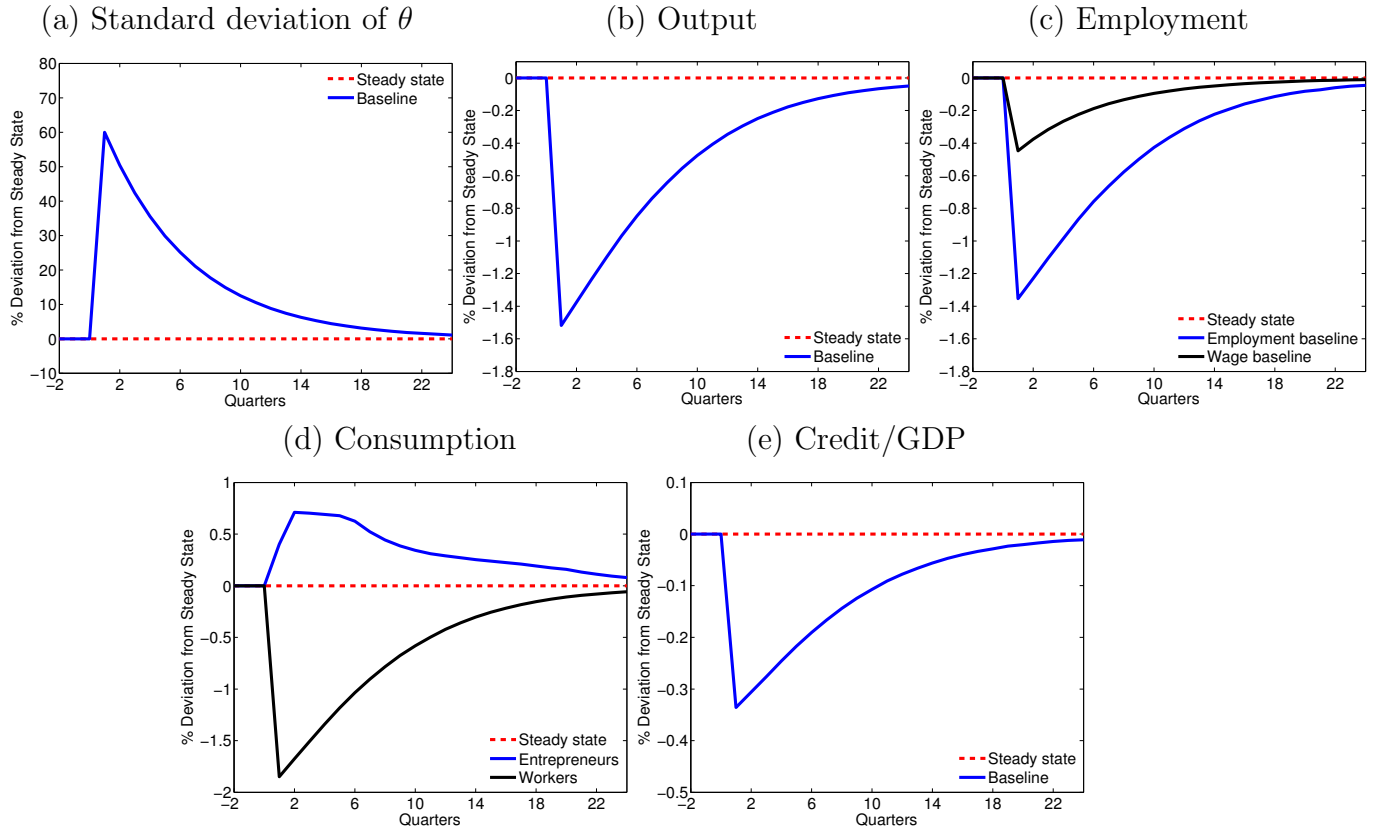 (a) Standard deviation of θ
% Deviation from Steady State
80
70
60
50
40
30
20
10
0
−10
−2 2 6 10 14 18 22
Quarters
Steady state
Baseline
(b) Output
% Deviation from Steady State
0
−0.2
−0.4
−0.6
−0.8
−1
−1.2
−1.4
−1.6
−1.8
−2 2 6 10 14 18 22
Quarters
Steady state
Baseline
(c) Employment
% Deviation from Steady State
0
−0.2
−0.4
−0.6
−0.8
−1
−1.2
−1.4
−1.6
−1.8
−2 2 6 10 14 18 22
Quarters
Steady state
Employment baseline
Wage baseline
(d) Consumption
% Deviation from Steady State
1
0.5
0
−0.5
−1
−1.5
−2
−2 2 6 10 14 18 22
Quarters
Steady state
Entrepreneurs
Workers
(e) Credit/GDP
% Deviation from Steady State
0.1
0
−0.1
−0.2
−0.3
−0.4
−0.5
−2 2 6 10 14 18 22
Quarters
Steady state
Baseline